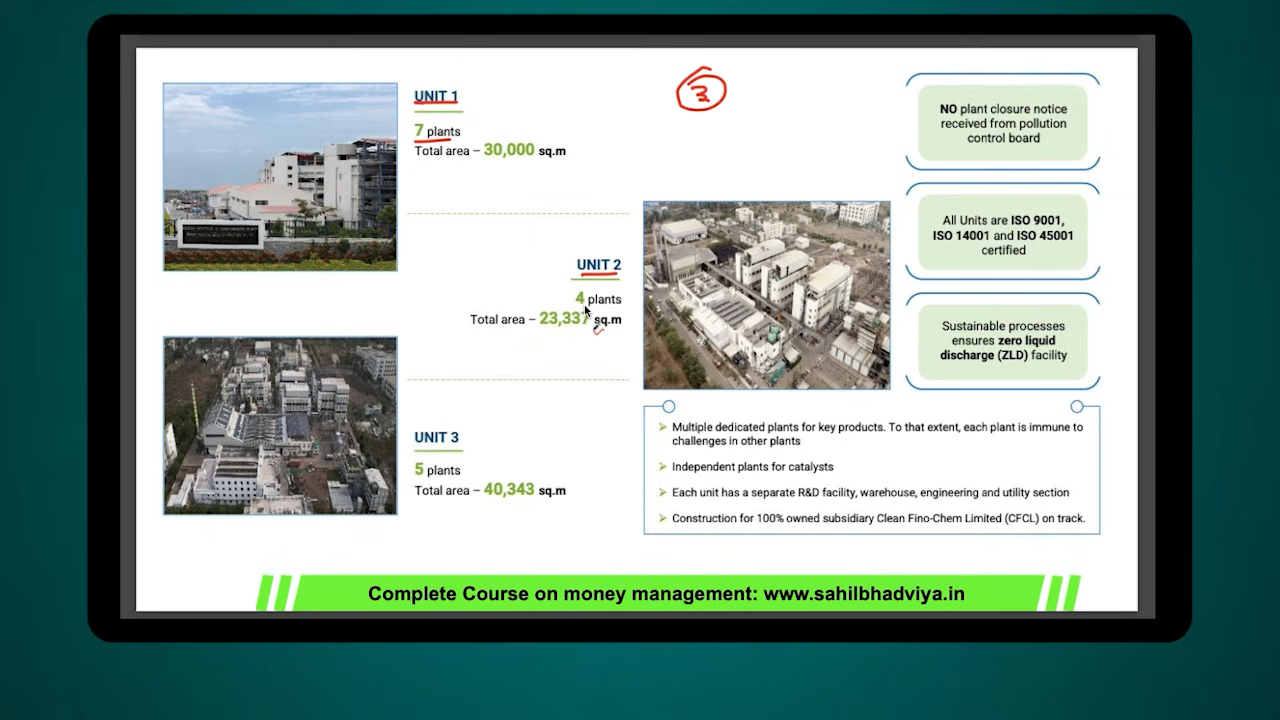 UNIT 1
7 plants
Total area – 30,000 sq.m
3
UNIT 2
4 plants
Total area – 23,337 sq.m
UNIT 3
5 plants
Total area – 40,343 sq.m
NO plant closure notice
received from pollution
control board
All Units are ISO 9001,
ISO 14001 and ISO 45001
certified
Sustainable processes
ensures zero liquid
discharge (ZLD) facility
Multiple dedicated plants for key products. To that extent, each plant is immune to
challenges in other plants
Independent plants for catalysts
Each unit has a separate R&D facility, warehouse, engineering and utility section
Construction for 100% owned subsidiary Clean Fino-Chem Limited (CFCL) on track.
Complete Course on money management: www.sahilbhadviya.in